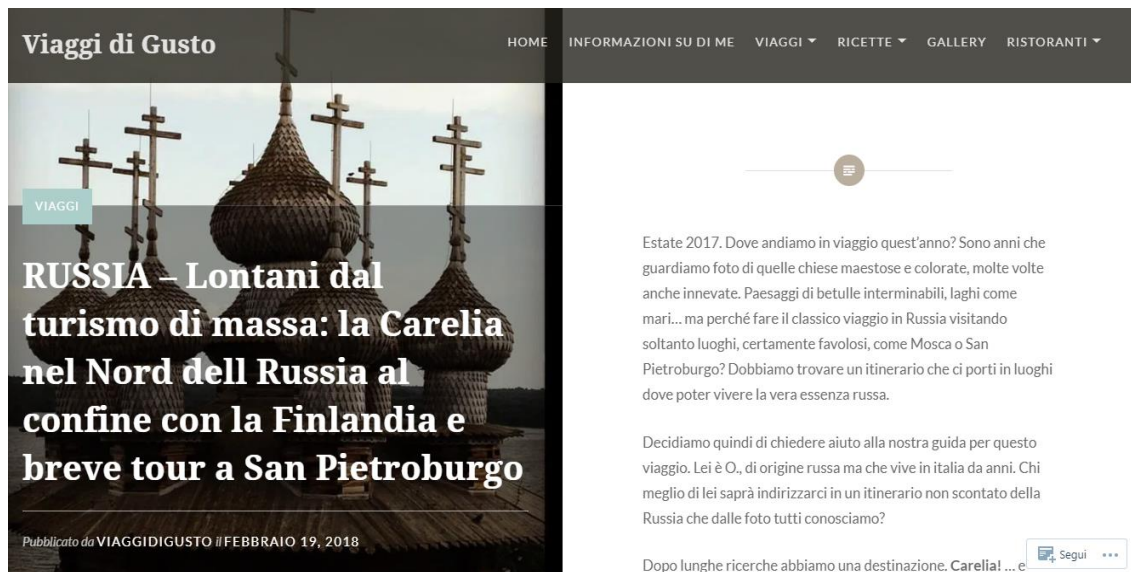 Viaggi di Gusto
HOME INFORMAZIONI SU DI ME VIAGGI RICETTE GALLERY RISTORANTI
VIAGGI
RUSSIA – Lontani dal
turismo di massa: la Carelia
nel Nord dell Russia al
confine con la Finlandia e
breve tour a San Pietroburgo
Pubblicato da VIAGGIDIGUSTO il FEBBRAIO 19, 2018
Estate 2017. Dove andiamo in viaggio quest'anno? Sono anni che
guardiamo foto di quelle chiese maestose e colorate, molte volte
anche innevate. Paesaggi di betulle interminabili, laghi come
mari… ma perché fare il classico viaggio in Russia visitando
soltanto luoghi, certamente favolosi, come Mosca o San
Pietroburgo? Dobbiamo trovare un itinerario che ci porti in luoghi
dove poter vivere la vera essenza russa.
Decidiamo quindi di chiedere aiuto alla nostra guida per questo
viaggio. Lei è O., di origine russa ma che vive in italia da anni. Chi
meglio di lei saprà indirizzarci in un itinerario non scontato della
Russia che dalle foto tutti conosciamo?
Dopo lunghe ricerche abbiamo una destinazione. Carelia! … e
Segui